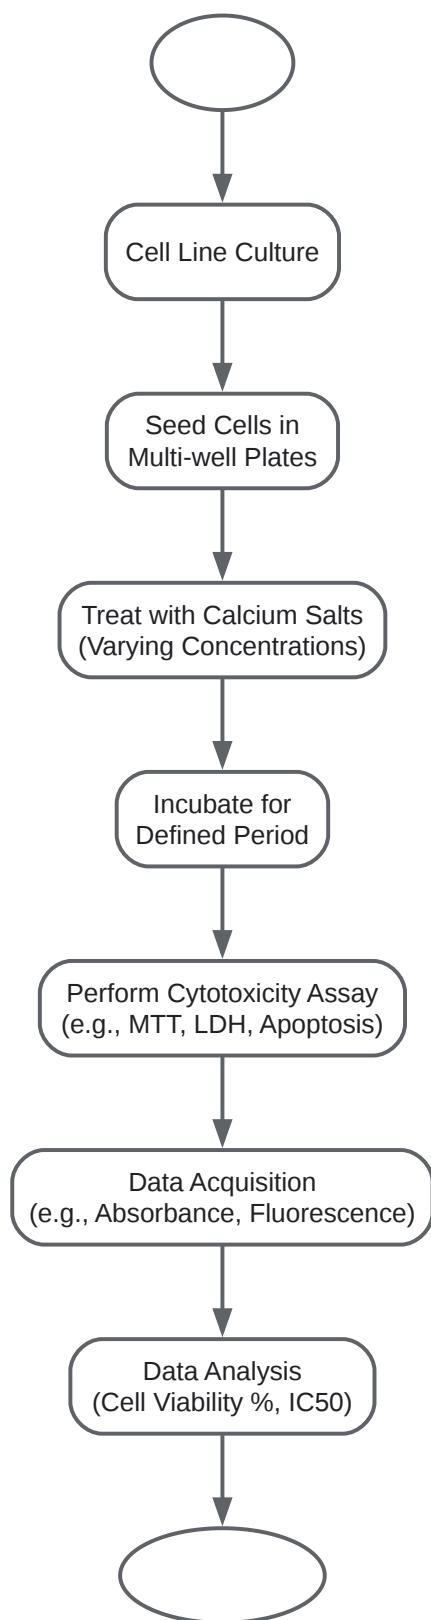 Cell Line Culture
Seed Cells in
Multi-well Plates
Treat with Calcium Salts
(Varying Concentrations)
Incubate for
Defined Period
Perform Cytotoxicity Assay
(e.g., MTT, LDH, Apoptosis)
Data Acquisition
(e.g., Absorbance, Fluorescence)
Data Analysis
(Cell Viability %, IC50)